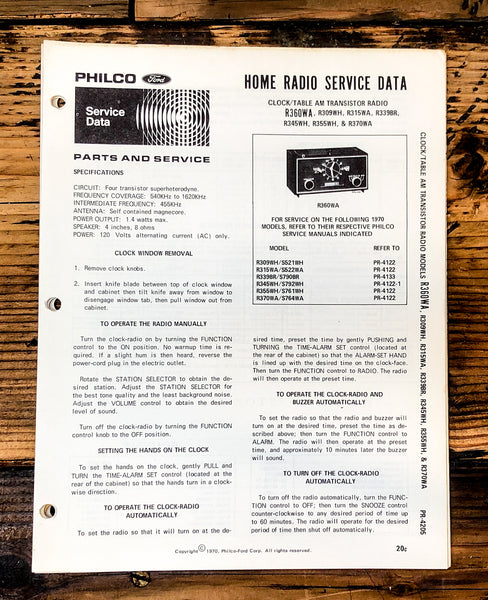 PHILCO Ford
Service
Data
PARTS AND SERVICE
HOME RADIO SERVICE DATA
CLOCK/TABLE AM TRANSISTOR RADIO
R360WA, R309WH, R315WA, R339BR,
R345WH, R355WH, & R370WA
SPECIFICATIONS
CIRCUIT: Four transistor superheterodyne.
FREQUENCY COVERAGE: 540KHz to 1620KHz
INTERMEDIATE FREQUENCY: 455KHz
ANTENNA: Self contained magnecore.
POWER OUTPUT: 1.4 watts max.
SPEAKER: 4 inches, 8 ohms
POWER: 120 Volts alternating current (AC) only.
CLOCK WINDOW REMOVAL
1. Remove clock knobs.
2. Insert knife blade between top of clock window
and cabinet then tilt knife away from window to
disengage window tab, then pull window out from
cabinet.
TO OPERATE THE RADIO MANUALLY
Turn the clock-radio on by turning the FUNCTION
control to the ON position. No warmup time is re-
quired. If a slight hum is then heard, reverse the
power-cord plug in the electric outlet.
Rotate the STATION SELECTOR to obtain the de-
sired station. Adjust the STATION SELECTOR for
the best tone quality and the least background noise.
Adjust the VOLUME control to obtain the desired
level of sound.
Turn off the clock-radio by turning the FUNCTION
control knob to the OFF position.
SETTING THE HANDS ON THE CLOCK
To set the hands on the clock, gently PULL and
TURN the TIME-ALARM SET control (located at the
rear of the cabinet) so that the hands turn in a clock-
wise direction.
TO OPERATE THE CLOCK-RADIO
AUTOMATICALLY
To set the radio so that it will turn on at the de-
R360WA
FOR SERVICE ON THE FOLLOWING 1970
MODELS, REFER TO THEIR RESPECTIVE PHILCO
SERVICE MANUALS INDICATED
MODEL REFER TO
R309WH/S521WH PR-4122
R315WA/S522WA PR-4122
R339BR/S790BR PR-4133
R345WH/S792WH PR-4122-1
R355WH/S761WH PR-4122
R370WA/S764WA PR-4122
sired time, preset the time by gently PUSHING and
TURNING the TIME-ALARM SET control (located at
the rear of the cabinet) so that the ALARM-SET HAND
is lined up with the desired time on the clock-face.
Then turn the FUNCTION control to RADIO. The radio
will then operate at the preset time.
TO OPERATE THE CLOCK-RADIO AND
BUZZER AUTOMATICALLY
To set the radio so that the radio and buzzer will
turn on at the desired time, preset the time as de-
scribed above; then turn the FUNCTION control to
ALARM. The radio will then operate at the preset
time, and approximately 10 minutes later the buzzer
will sound.
TO TURN OFF THE CLOCK-RADIO
AUTOMATICALLY
To turn off the radio automatically, turn the FUNC-
TION control to OFF; then turn the SNOOZE control
counter-clockwise to any desired period of time up
to 60 minutes. The radio will operate for the desired
period of time then shut off automatically.
CLOCK/TABLE AM TRANSISTOR RADIO MODELS R360WA, R309WH, R315WA, R339BR, R345WH, R355WH, & R370WA PR-4205
Copyright © 1970, Philco-Ford Corp. All rights reserved.
20c